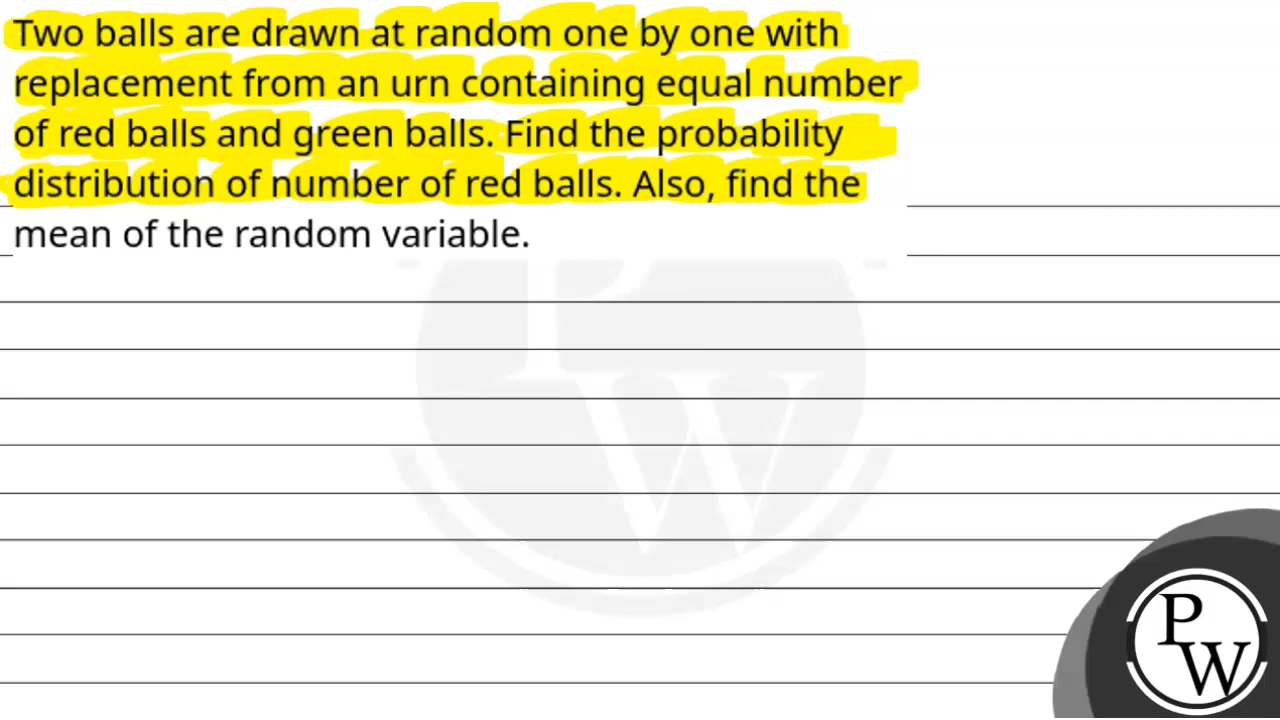 Two balls are drawn at random one by one with
replacement from an urn containing equal number
of red balls and green balls. Find the probability
distribution of number of red balls. Also, find the
mean of the random variable.
P
W
P
W